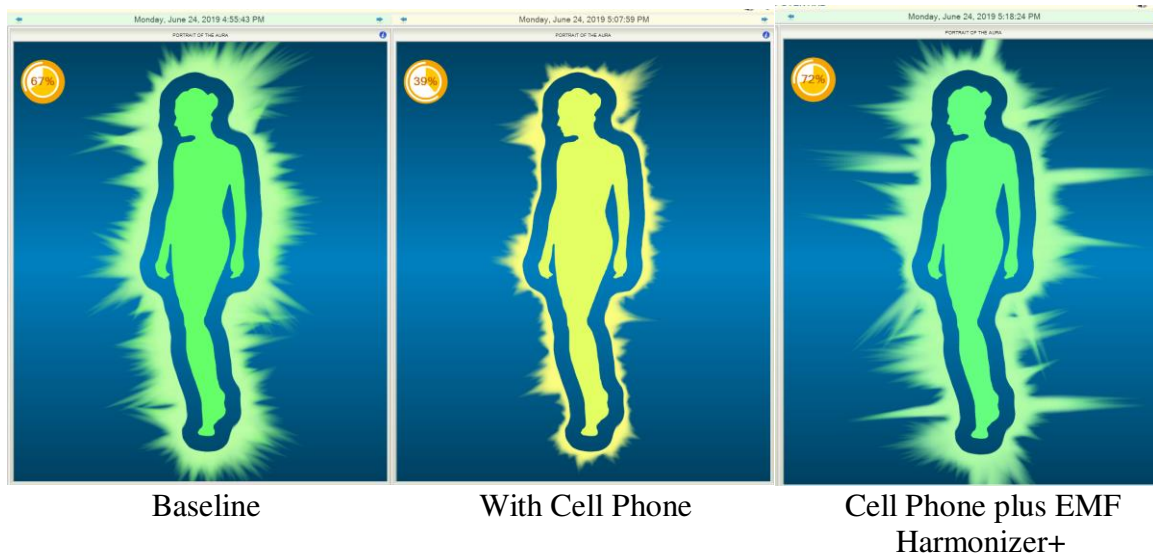 Monday, June 24, 2019 4:55:43 PM
PORTRAIT OF THE AURA
67%
Baseline
Monday, June 24, 2019 5:07:59 PM
PORTRAIT OF THE AURA
39%
With Cell Phone
Monday, June 24, 2019 5:18:24 PM
PORTRAIT OF THE AURA
72%
Cell Phone plus EMF
Harmonizer+